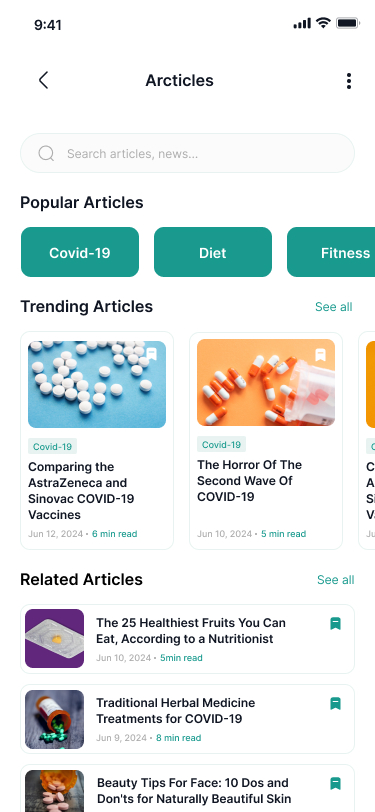 9:41
Arcticles
Search articles, news...
Popular Articles
Covid-19
Diet
Fitness
Trending Articles
See all
Covid-19
Comparing the
AstraZeneca and
Sinovac COVID-19
Vaccines
Jun 12, 2024 • 6 min read
Covid-19
The Horror Of The
Second Wave Of
COVID-19
Jun 10, 2024 • 5 min read
Related Articles
See all
The 25 Healthiest Fruits You Can
Eat, According to a Nutritionist
Jun 10, 2024 • 5min read
Traditional Herbal Medicine
Treatments for COVID-19
Jun 9, 2024 • 8 min read
Beauty Tips For Face: 10 Dos and
Don'ts for Naturally Beautiful Skin